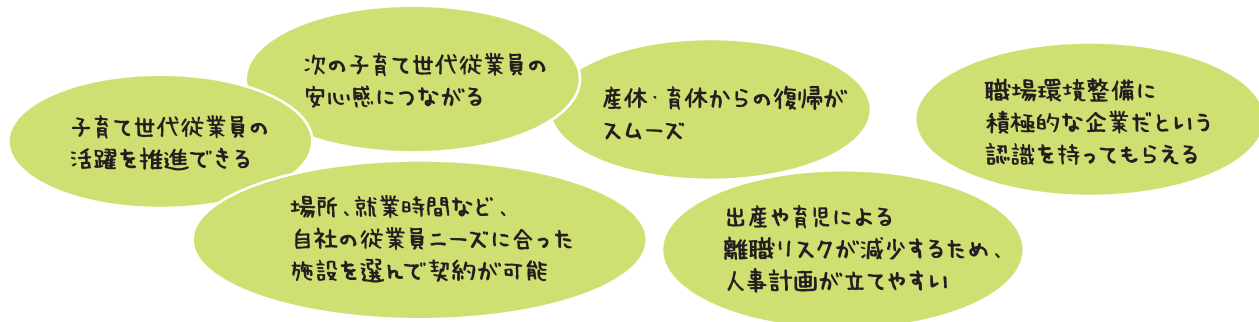 子育て世代従業員の
活躍を推進できる
次の子育て世代従業員の
安心感につながる
産休・育休からの復帰が
スムーズ
職場環境整備に
積極的な企業だという
認識を持ってもらえる
場所、就業時間など、
自社の従業員ニーズに合った
施設を選んで契約が可能
出産や育児による
離職リスクが減少するため、
人事計画が立てやすい